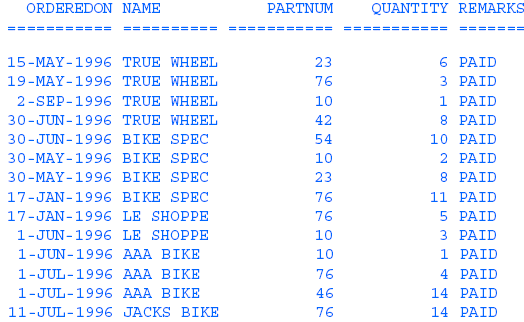 ORDEREDON NAME PARTNUM QUANTITY REMARKS
=========== ========== =========== =========== =======
15-MAY-1996 TRUE WHEEL 23 6 PAID
19-MAY-1996 TRUE WHEEL 76 3 PAID
2-SEP-1996 TRUE WHEEL 10 1 PAID
30-JUN-1996 TRUE WHEEL 42 8 PAID
30-JUN-1996 BIKE SPEC 54 10 PAID
30-MAY-1996 BIKE SPEC 10 2 PAID
30-MAY-1996 BIKE SPEC 23 8 PAID
17-JAN-1996 BIKE SPEC 76 11 PAID
17-JAN-1996 LE SHOPPE 76 5 PAID
1-JUN-1996 LE SHOPPE 10 3 PAID
1-JUN-1996 AAA BIKE 10 1 PAID
1-JUL-1996 AAA BIKE 76 4 PAID
1-JUL-1996 AAA BIKE 46 14 PAID
11-JUL-1996 JACKS BIKE 76 14 PAID